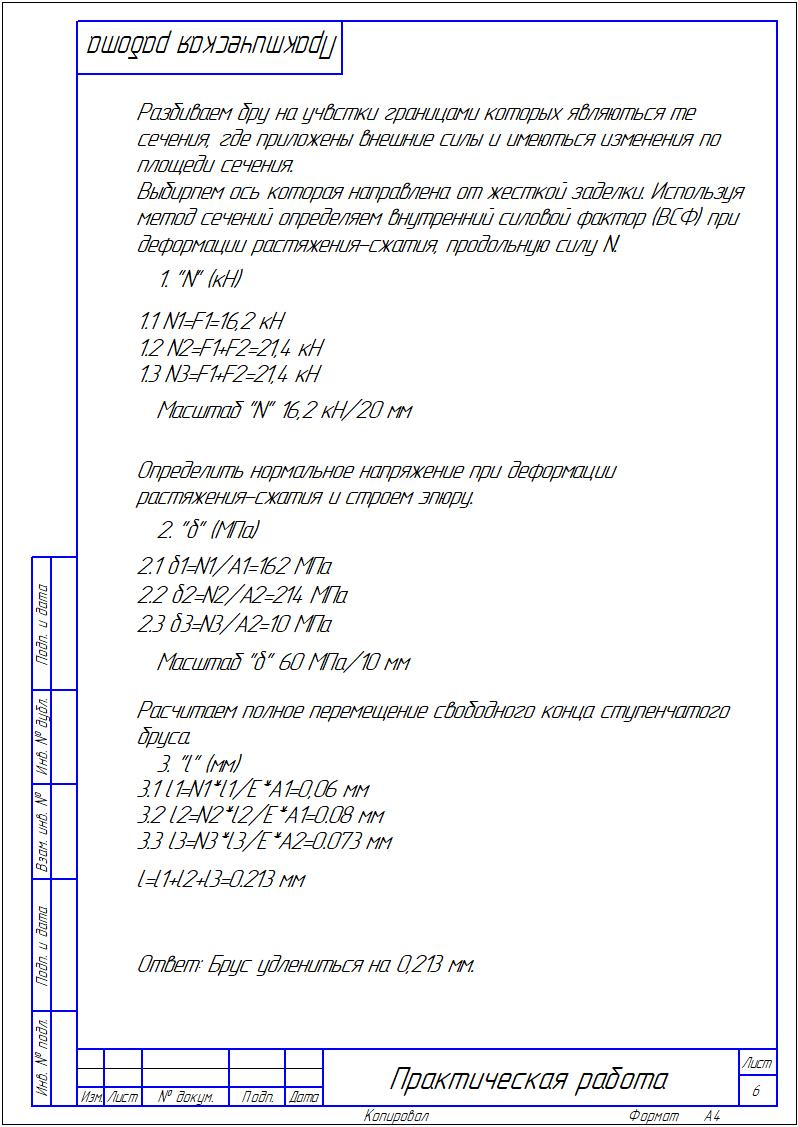 Практическая работа
Разбиваем бру на учвстки границами которых являються те
сечения, где приложены внешние силы и имеються изменения по
площеди сечения.
Выбирпем ось которая направлена от жесткой заделки. Используя
метод сечений определяем внутренний силовой фактор (ВСФ) при
деформации растяжения-сжатия, продольную силу N.
1. "N" (кН)
1.1 N1=F1=16,2 кН
1.2 N2=F1+F2=21,4 кН
1.3 N3=F1+F2=21,4 кН
Масштаб "N" 16,2 кН/20 мм
Определить нормальное напряжение при деформации
растяжения-сжатия и строем эпюру.
2. "δ" (МПа)
2.1 δ1=N1/A1=162 МПа
2.2 δ2=N2/A2=214 МПа
2.3 δ3=N3/A2=10 МПа
Масштаб "δ" 60 МПа/10 мм
Расчитаем полное перемещение свободного конца ступенчатого
бруса.
3. "l" (мм)
3.1 l1=N1*l1/E*A1=0,06 мм
3.2 l2=N2*l2/E*A1=0.08 мм
3.3 l3=N3*l3/E*A2=0.073 мм
l=l1+l2+l3=0.213 мм
Ответ: Брус удлениться на 0,213 мм.
Подп. и дата
Инв. № дубл.
Взам. инв. №
Подп. и дата
Инв. № подл.
Изм. Лист № докум. Подп. Дата
Практическая работа
Лист
6
Копировал Формат A4